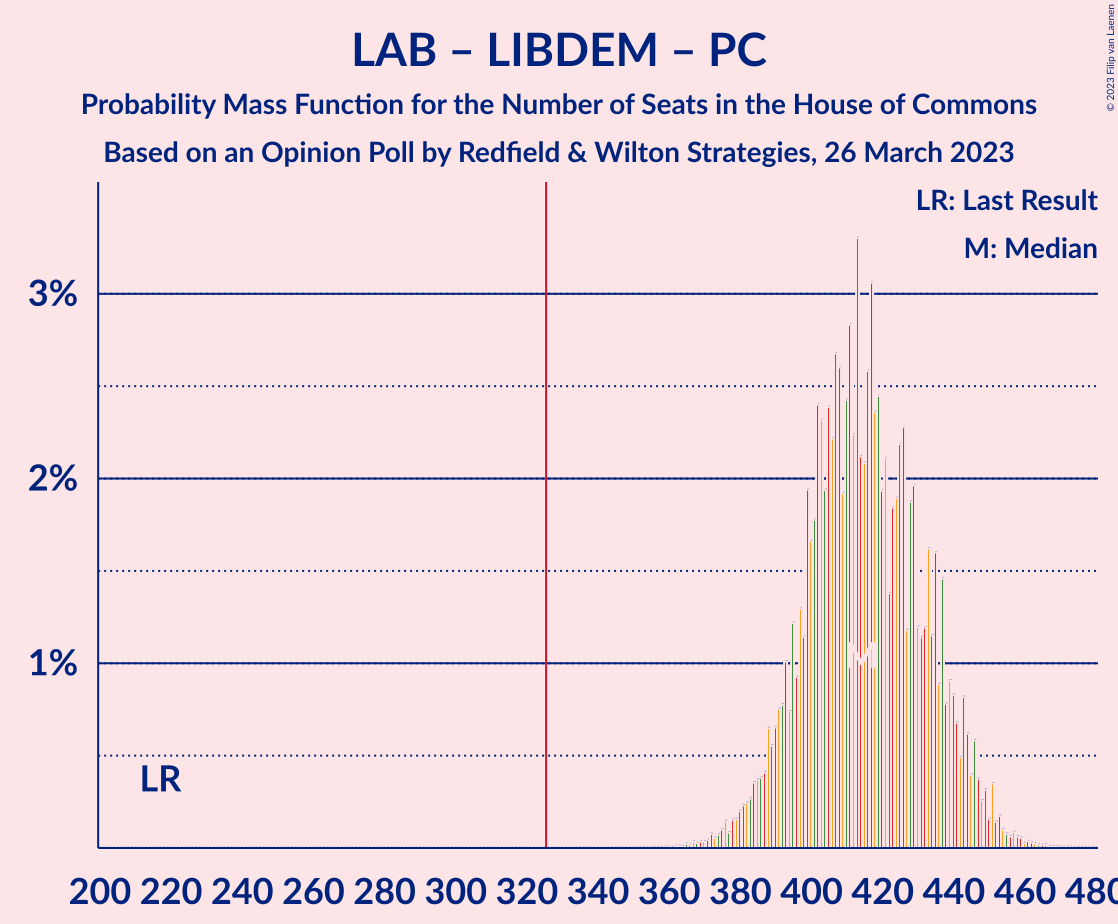 LAB – LIBDEM – PC
Probability Mass Function for the Number of Seats in the House of Commons
Based on an Opinion Poll by Redfield & Wilton Strategies, 26 March 2023
© 2023 Filip van Laenen
LR: Last Result
M: Median
3%
2%
1%
LR
M
200 220 240 260 280 300 320 340 360 380 400 420 440 460 480